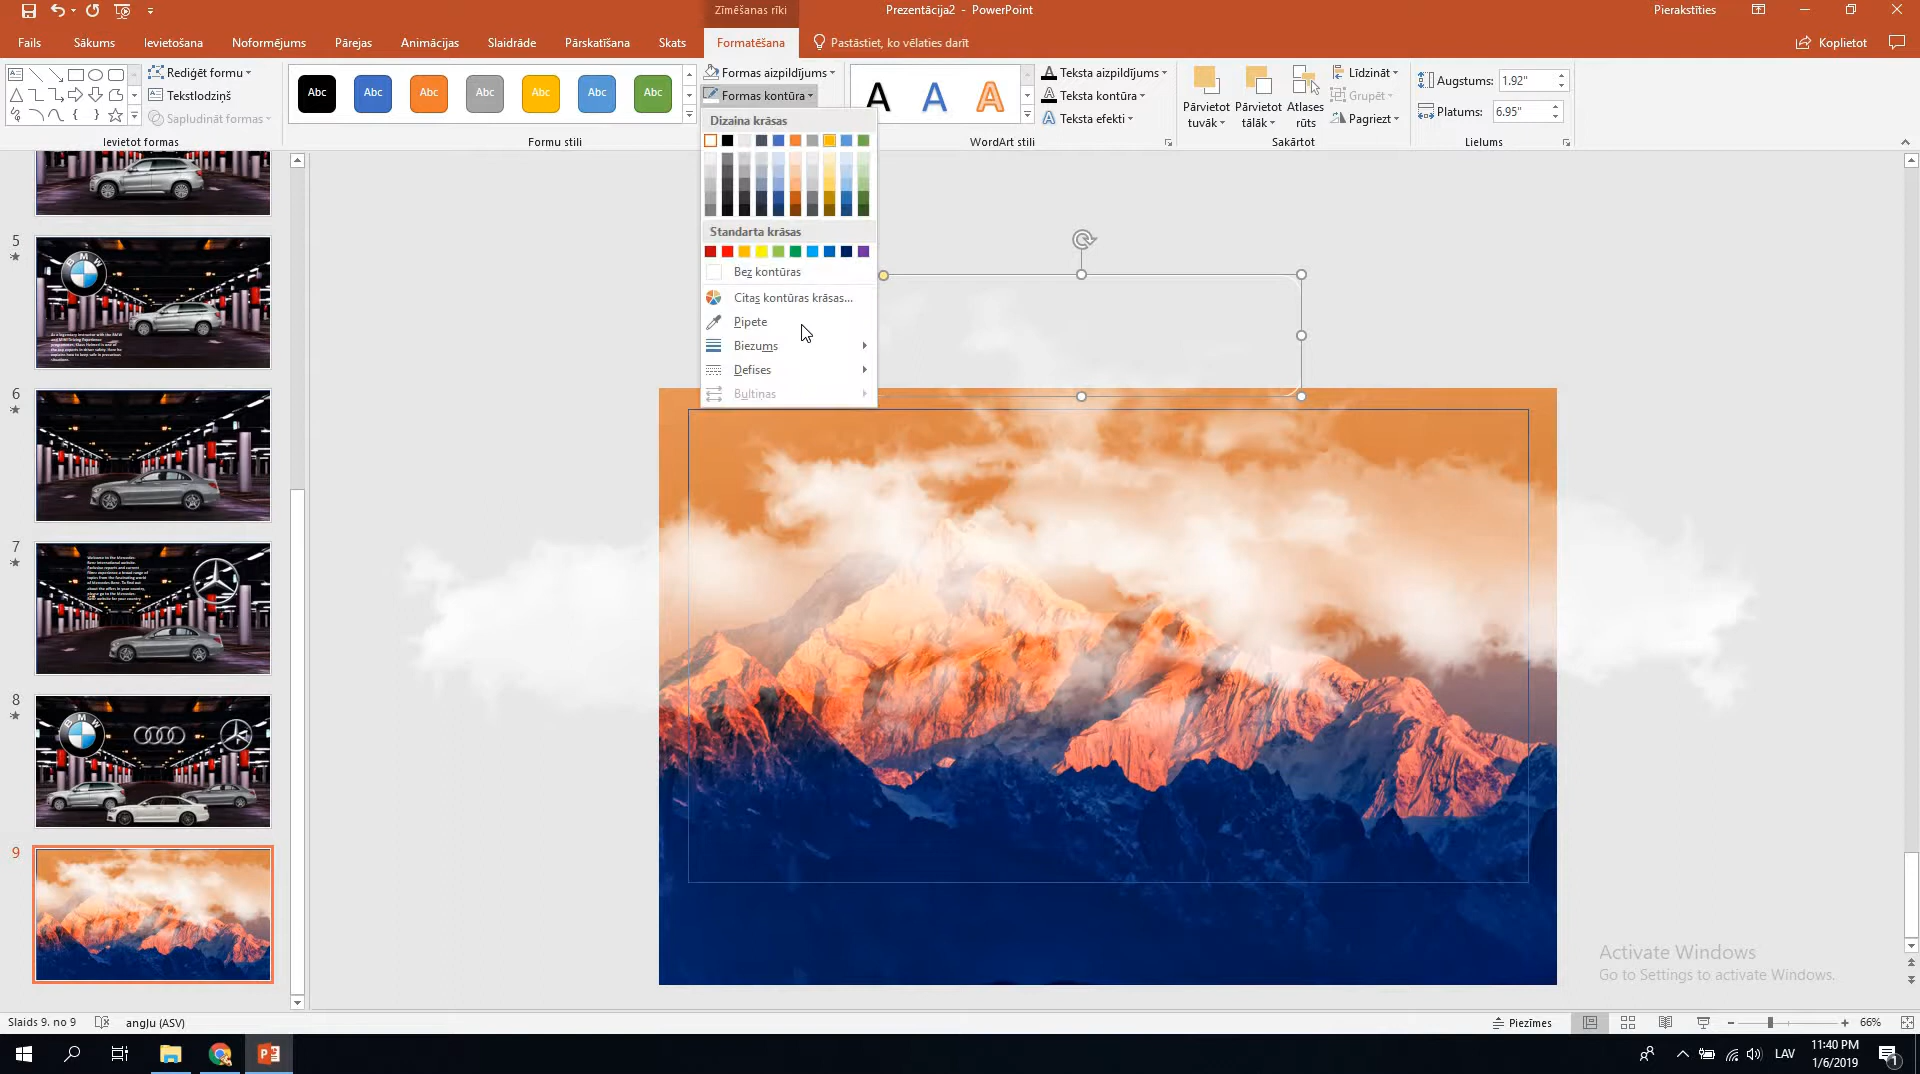 Zīmēšanas rīki
Prezentācija2 - PowerPoint
Pierakstīties
Fails
Sākums
Ievietošana
Noformējums
Pārejas
Animācijas
Slaidrāde
Pārskatīšana
Skats
Formatēšana
Pastāstiet, ko vēlaties darīt
Koplietot
Rediģēt formu
Tekstlodziņš
Sapludināt formas
Ievietot formas
Abc
Abc
Abc
Abc
Abc
Abc
Abc
Formu stili
Formas aizpildījums
Formas kontūra
A
A
A
Teksta aizpildījums
Teksta kontūra
Teksta efekti
WordArt stili
Pārvietot tuvāk
Pārvietot tālāk
Atlases rūts
Līdzināt
Grupēt
Pagriezt
Sakārtot
Augstums:
1.92"
Platums:
6.95"
Lielums
Dizaina krāsas
Standarta krāsas
Bez kontūras
Citas kontūras krāsas...
Pipete
Biezums
Defises
Bultiņas
5
BMW
6
7
8
BMW
9
Activate Windows
Go to Settings to activate Windows.
Slaids 9. no 9
angļu (ASV)
Piezīmes
66%
LAV
11:40 PM
1/6/2019
1